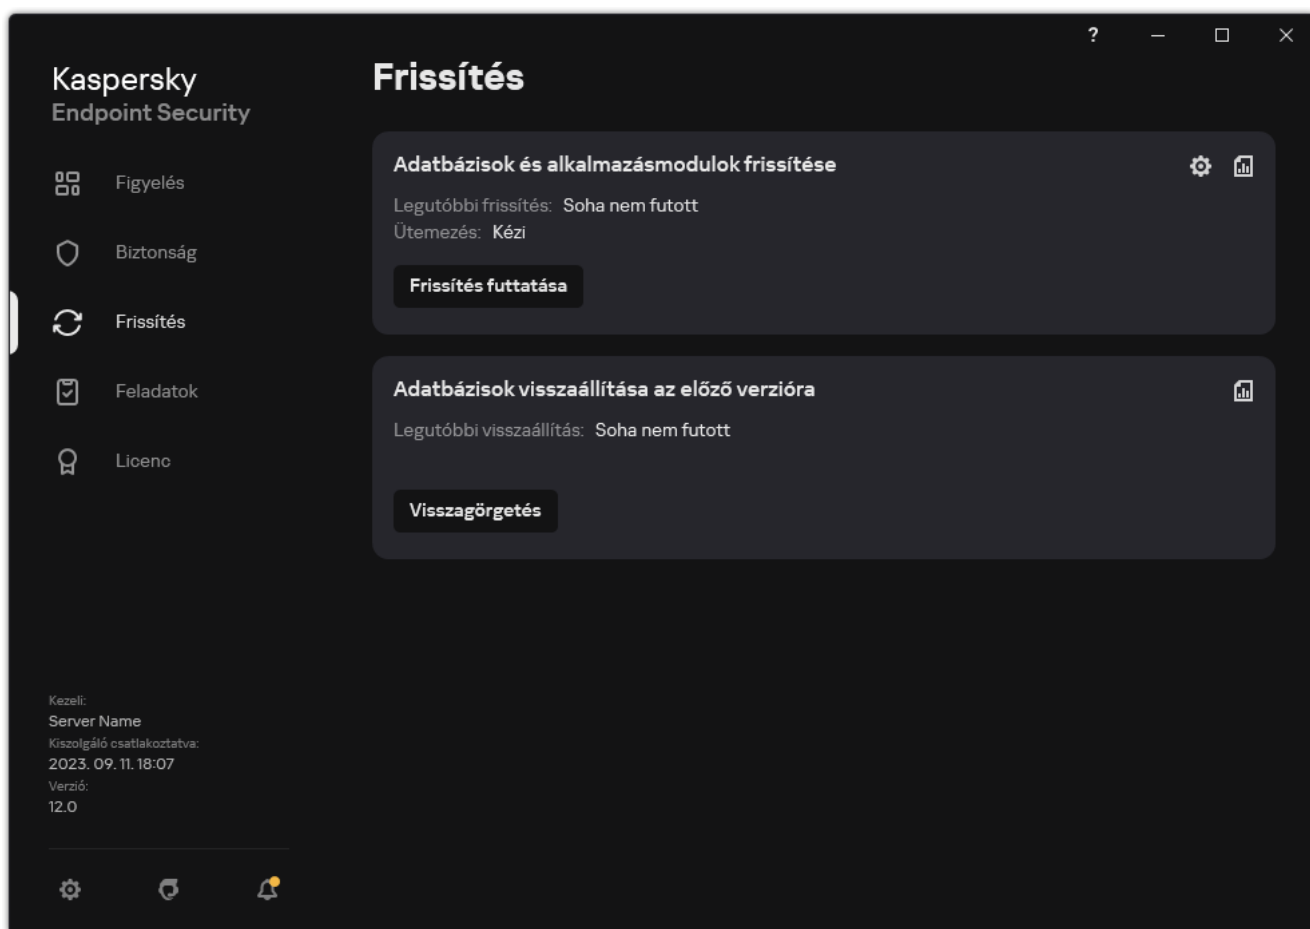 ?
Kaspersky
Endpoint Security
Figyelés
Biztonság
Frissítés
Feladatok
Licenc
Kezeli:
Server Name
Kiszolgáló csatlakoztatva:
2023. 09. 11. 18:07
Verzió:
12.0
Frissítés
Adatbázisok és alkalmazásmodulok frissítése
Legutóbbi frissítés: Soha nem futott
Ütemezés: Kézi
Frissítés futtatása
Adatbázisok visszaállítása az előző verzióra
Legutóbbi visszaállítás: Soha nem futott
Visszagörgetés